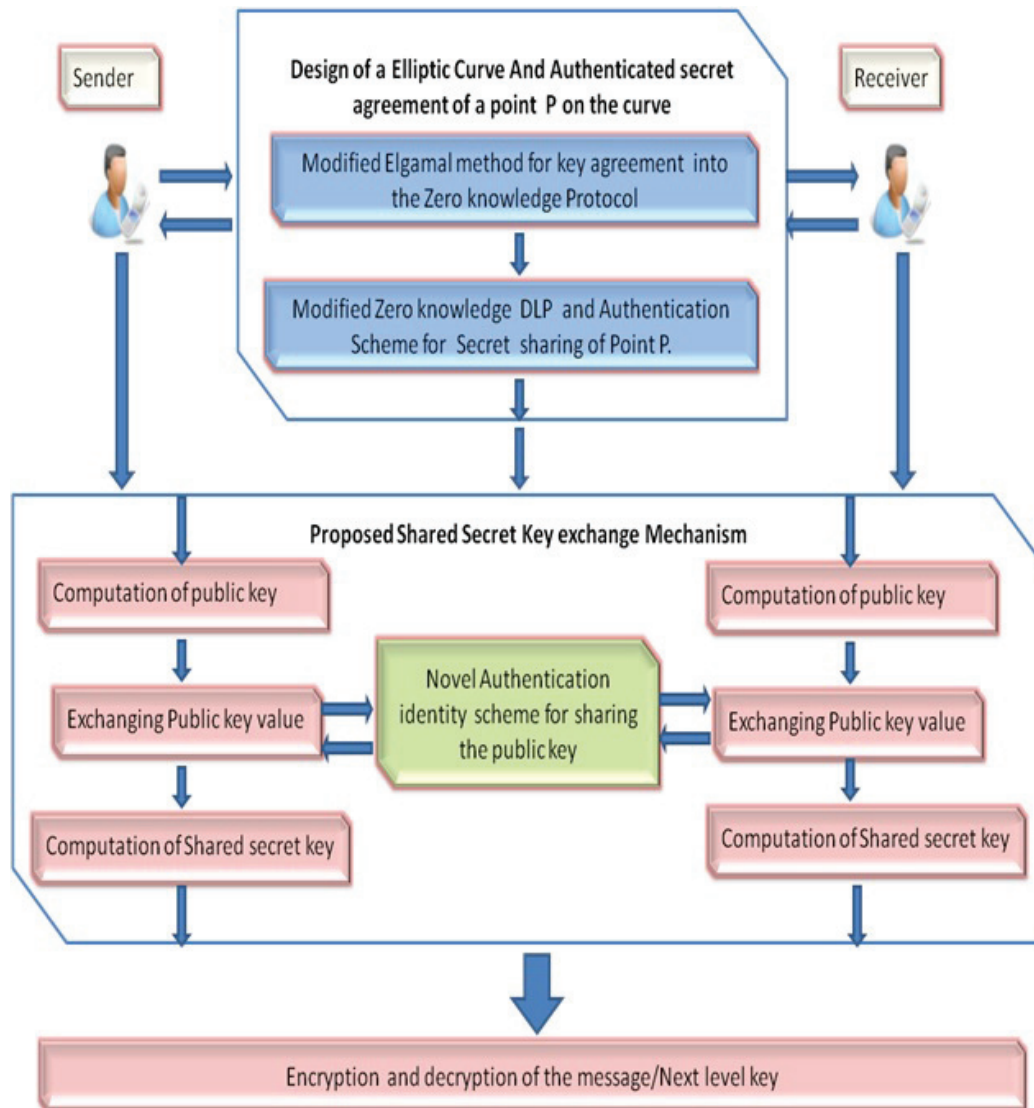 Sender
Design of a Elliptic Curve And Authenticated secret
agreement of a point P on the curve
Receiver
Modified Elgamal method for key agreement into
the Zero knowledge Protocol
Modified Zero knowledge DLP and Authentication
Scheme for Secret sharing of Point P.
Proposed Shared Secret Key exchange Mechanism
Computation of public key
Computation of public key
Exchanging Public key value
Novel Authentication
identity scheme for sharing
the public key
Exchanging Public key value
Computation of Shared secret key
Computation of Shared secret key
Encryption and decryption of the message/Next level key